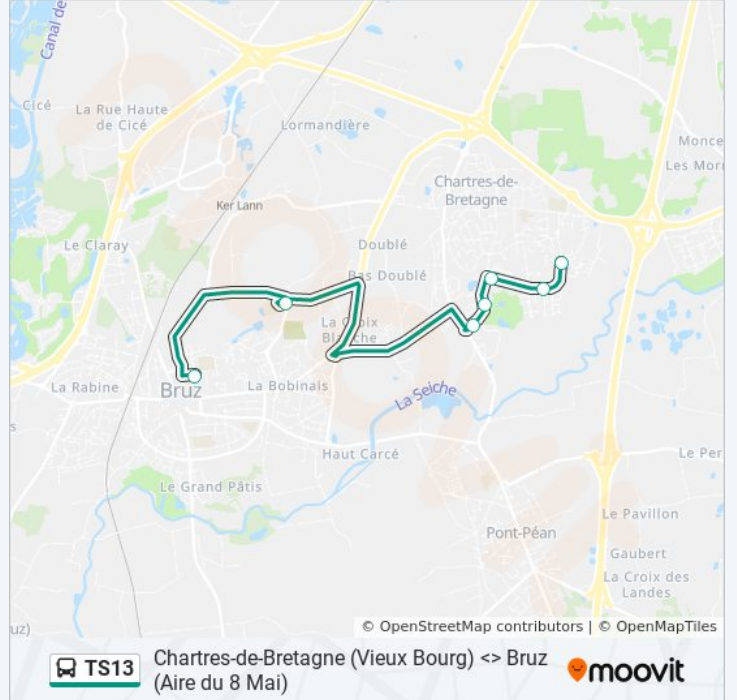 Canal de
Cicé
La Rue Haute
de Cicé
Lormandière
Monce
Les Mor
Chartres-de-
Bretagne
Ker Lann
Le Claray
Doublé
Bas Doublé
La Croix
Blanche
La Rabine
Bruz
La Bobinais
La Seiche
s
Haut Carcé
Le Per
Le Grand Pâtis
Le Pavillon
Pont-Péan
Gaubert
La Croix des
Landes
uz)
© OpenStreetMap contributors | © OpenMapTiles
TS13
Chartres-de-Bretagne (Vieux Bourg) <> Bruz
(Aire du 8 Mai)
moovit